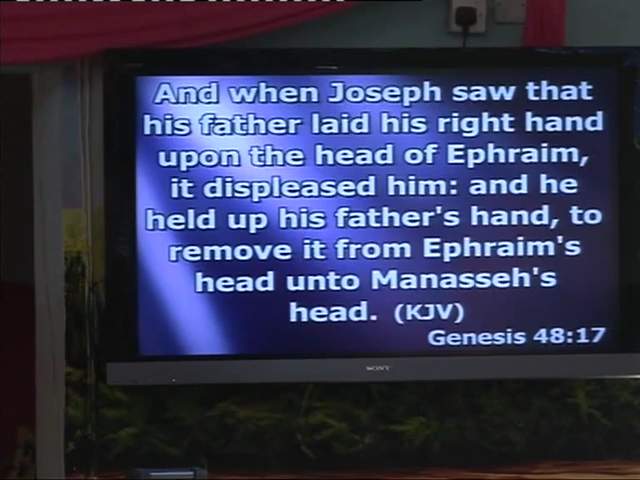 And when Joseph saw that
his father laid his right hand
upon the head of Ephraim,
it displeased him: and he
held up his father's hand, to
remove it from Ephraim's
head unto Manasseh's
head. (KJV)
Genesis 48:17
SONY